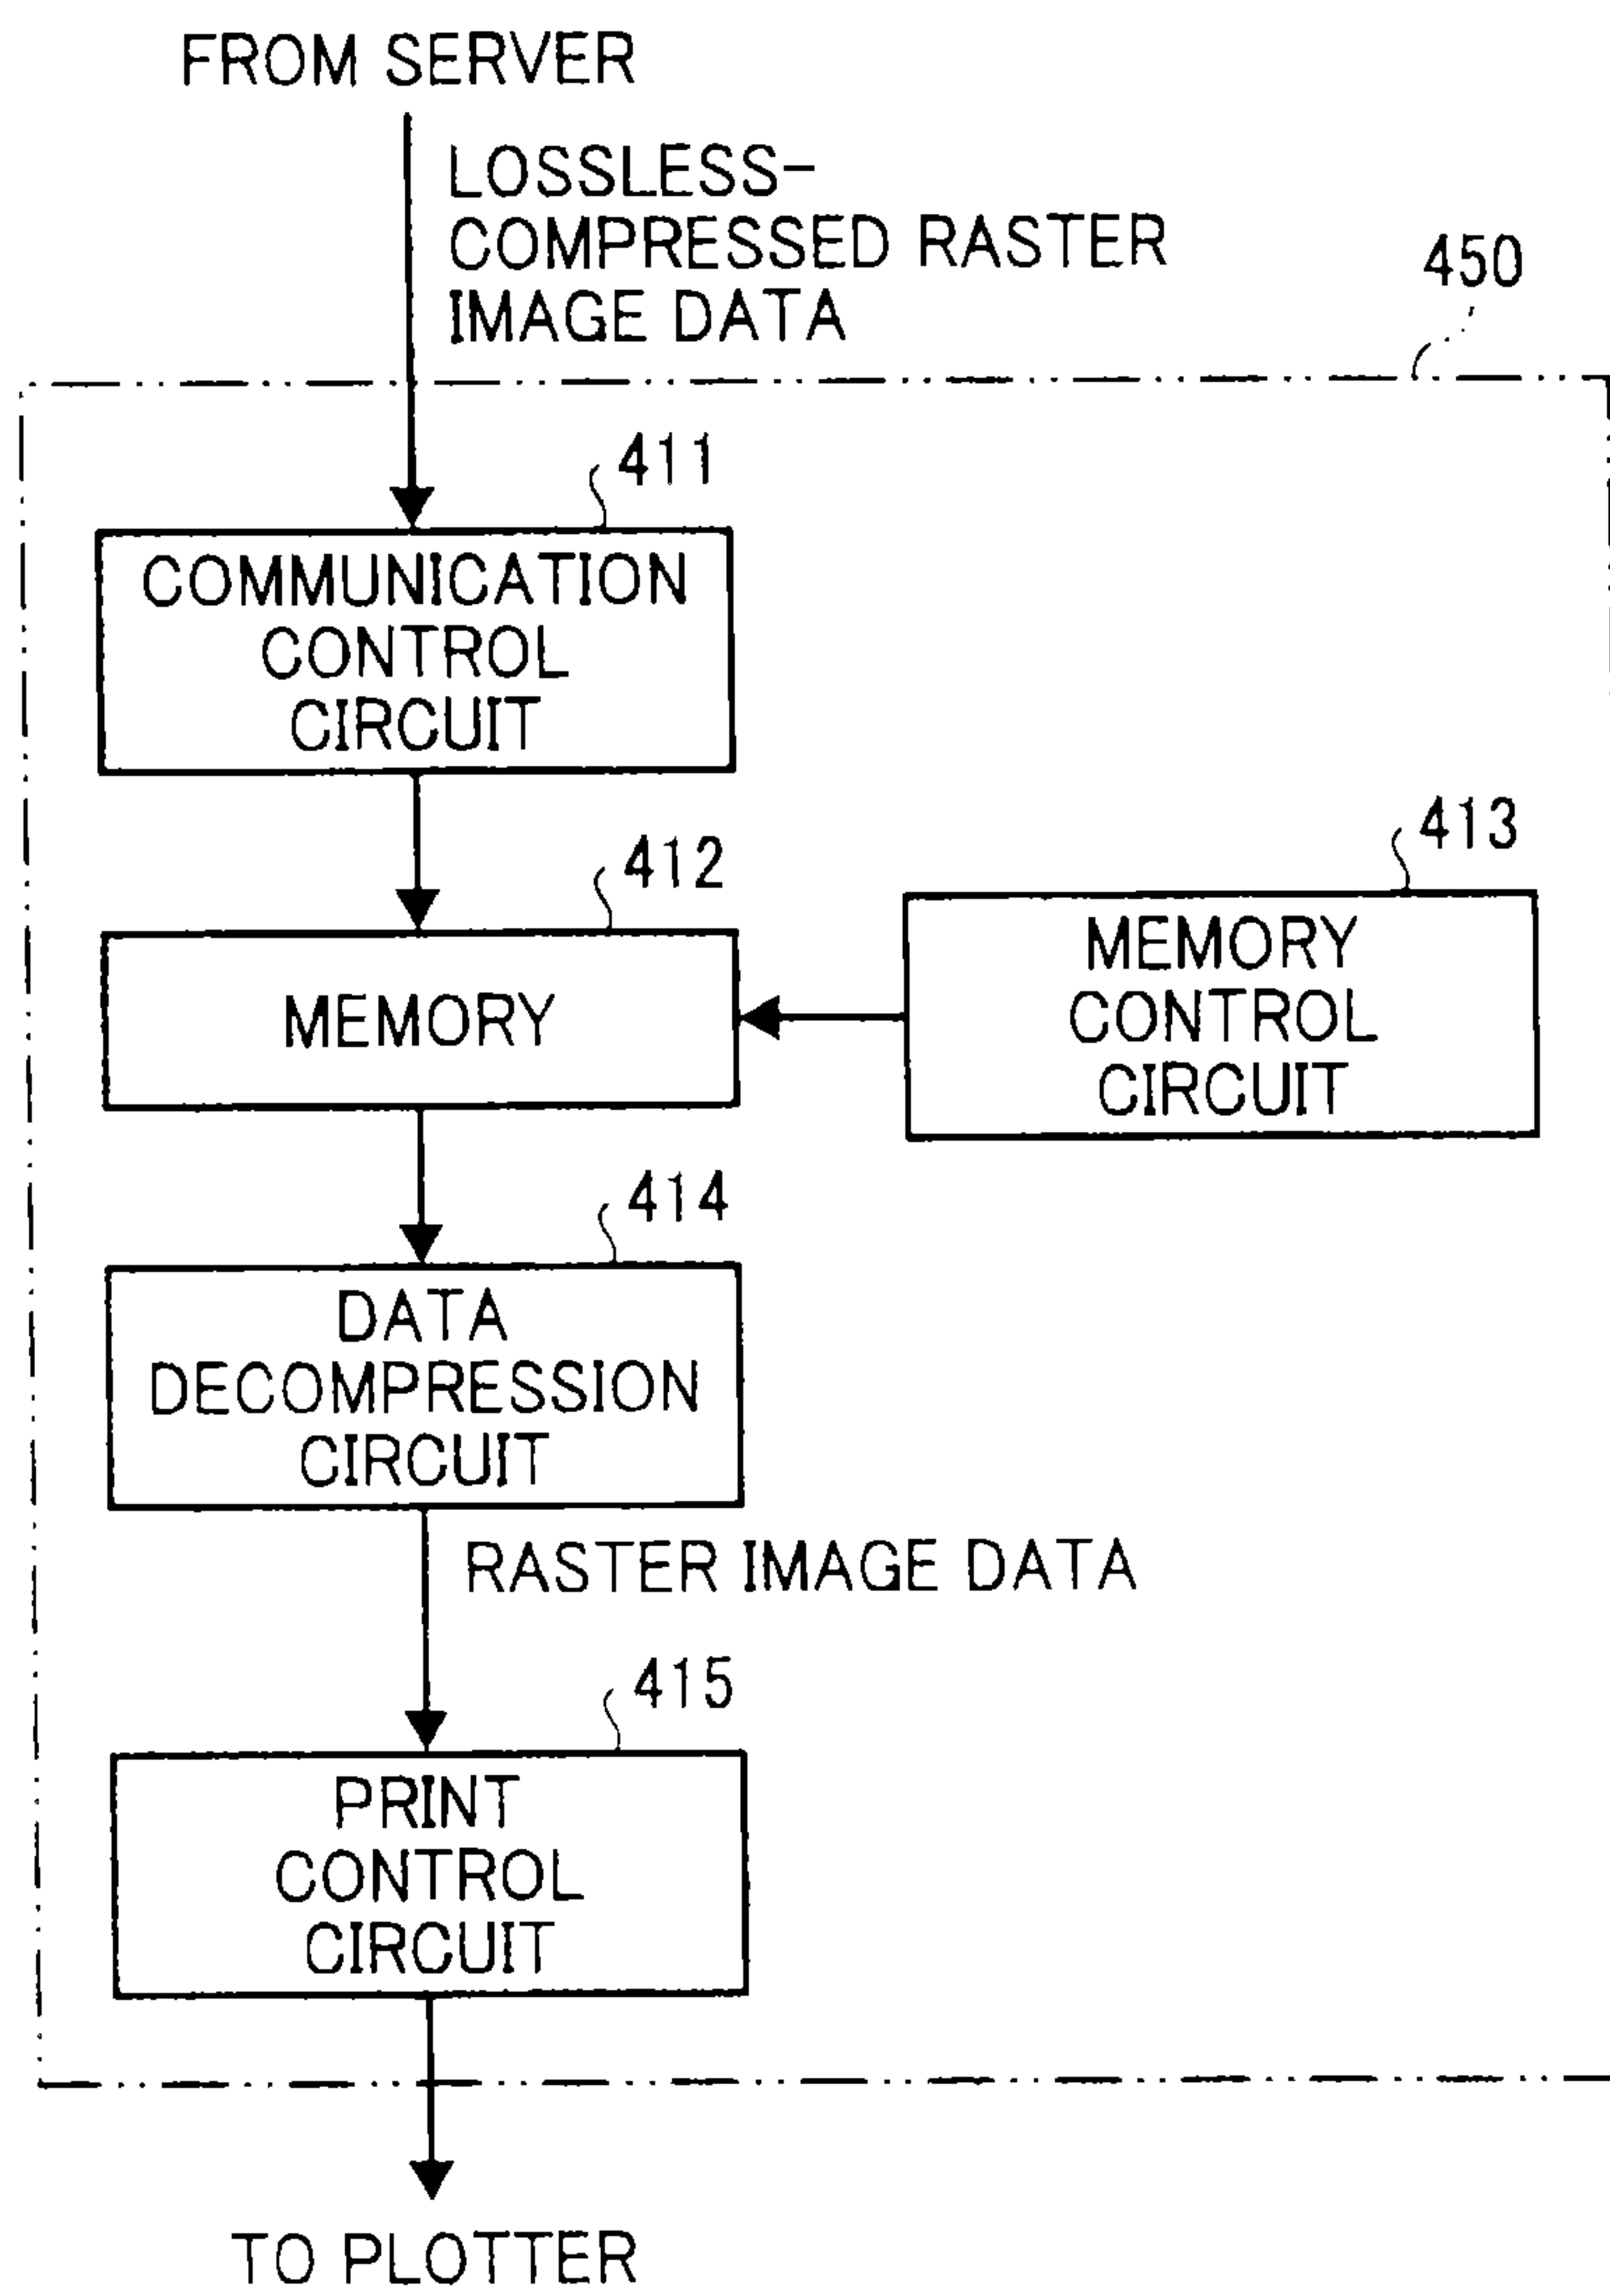 FROM SERVER
LOSSLESS-
COMPRESSED RASTER
IMAGE DATA
450
411
COMMUNICATION
CONTROL
CIRCUIT
412
MEMORY
413
MEMORY
CONTROL
CIRCUIT
414
DATA
DECOMPRESSION
CIRCUIT
RASTER IMAGE DATA
415
PRINT
CONTROL
CIRCUIT
TO PLOTTER